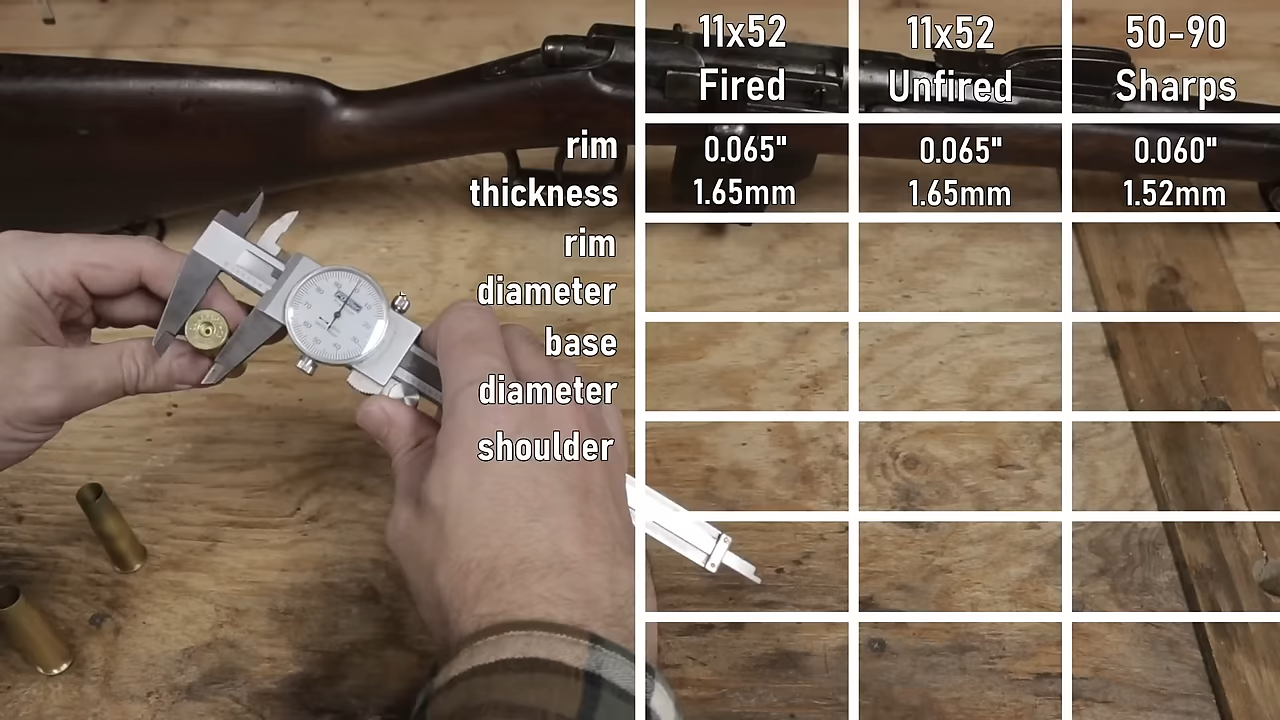 11x52 11x52 50-90
Fired Unfired Sharps
rim 0.065" 0.065" 0.060"
thickness 1.65mm 1.65mm 1.52mm
rim
diameter
base
diameter
shoulder